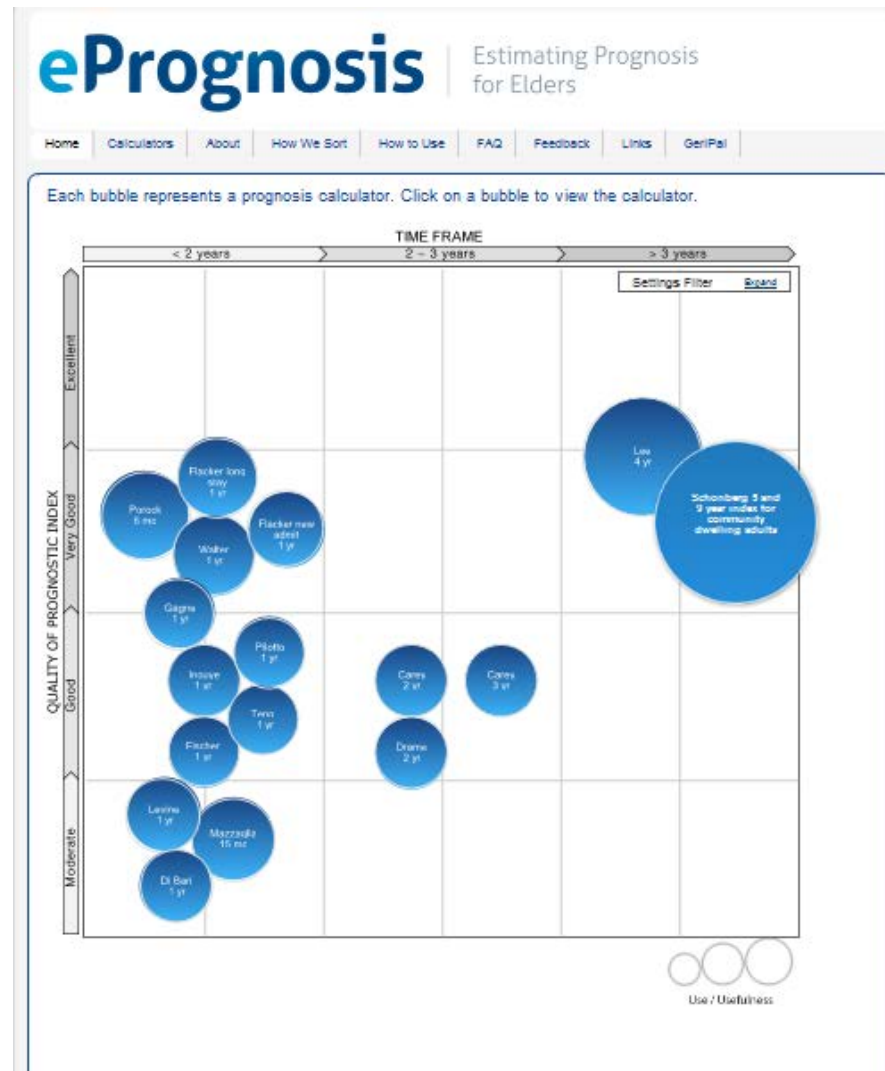 ePrognosis
Estimating Prognosis
for Elders
Home
Calculators
About
How We Sort
How to Use
FAQ
Feedback
Links
GeriPal
Each bubble represents a prognosis calculator. Click on a bubble to view the calculator.
TIME FRAME
< 2 years
2 – 3 years
> 3 years
Settings Filter
Expand
QUALITY OF PROGNOSTIC INDEX
Excellent
Very Good
Good
Moderate
Lee
4 yr
Schonberg 5 and
9 year index for
community
dwelling adults
Flacker long
stay
1 yr
Porock
6 mo
Flacker new
admit
1 yr
Walter
1 yr
Gagne
1 yr
Pilotto
1 yr
Inouye
1 yr
Teno
1 yr
Fischer
1 yr
Carey
2 yr
Carey
3 yr
Drame
2 yr
Levine
1 yr
Mazzaglia
15 mo
Di Bari
1 yr
Use / Usefulness